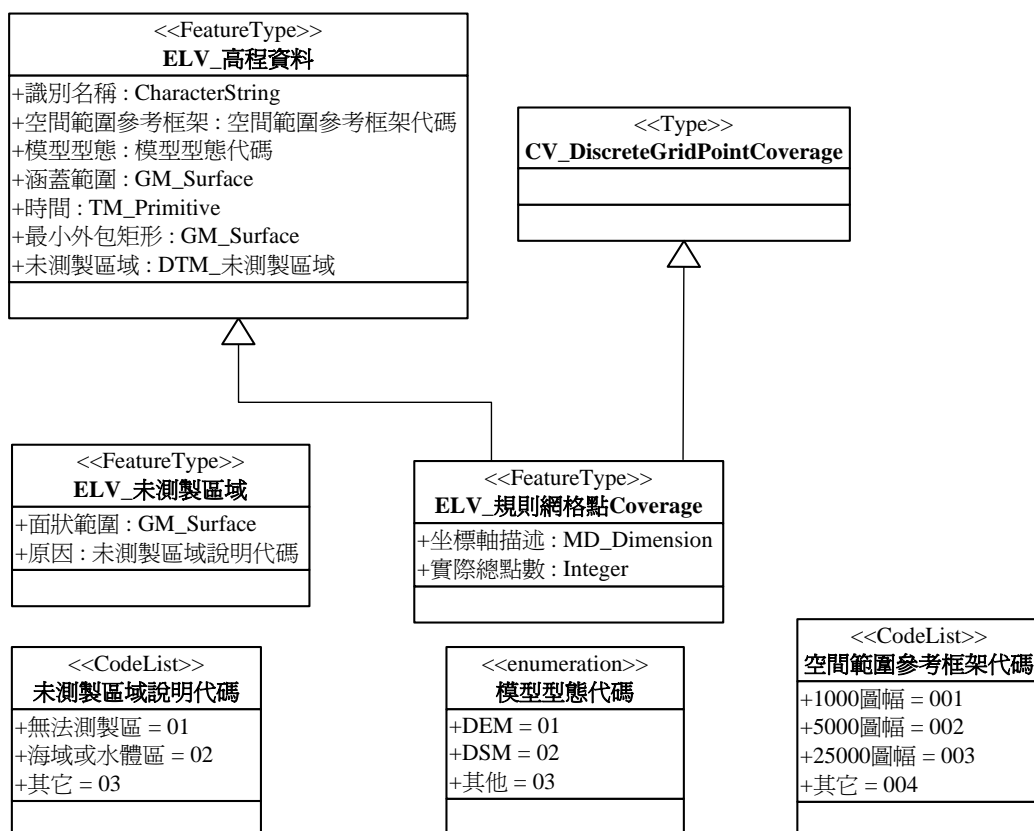 <<FeatureType>>
ELV_高程資料
+識別名稱 : CharacterString
+空間範圍參考框架 : 空間範圍參考框架代碼
+模型型態 : 模型型態代碼
+涵蓋範圍 : GM_Surface
+時間 : TM_Primitive
+最小外包矩形 : GM_Surface
+未測製區域 : DTM_未測製區域
<<Type>>
CV_DiscreteGridPointCoverage
<<FeatureType>>
ELV_未測製區域
+面狀範圍 : GM_Surface
+原因 : 未測製區域說明代碼
<<FeatureType>>
ELV_規則網格點Coverage
+坐標軸描述 : MD_Dimension
+實際總點數 : Integer
<<CodeList>>
未測製區域說明代碼
+無法測製區 = 01
+海域或水體區 = 02
+其它 = 03
<<enumeration>>
模型型態代碼
+DEM = 01
+DSM = 02
+其他 = 03
<<CodeList>>
空間範圍參考框架代碼
+1000圖幅 = 001
+5000圖幅 = 002
+25000圖幅 = 003
+其它 = 004